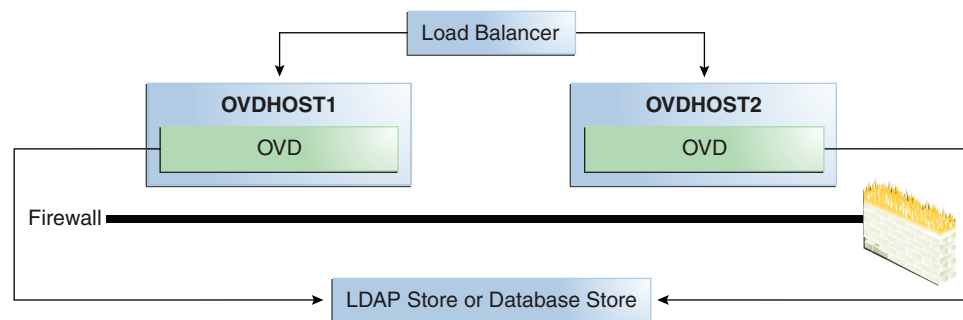 Load Balancer
OVDHOST1
OVDHOST2
OVD
OVD
Firewall
LDAP Store or Database Store